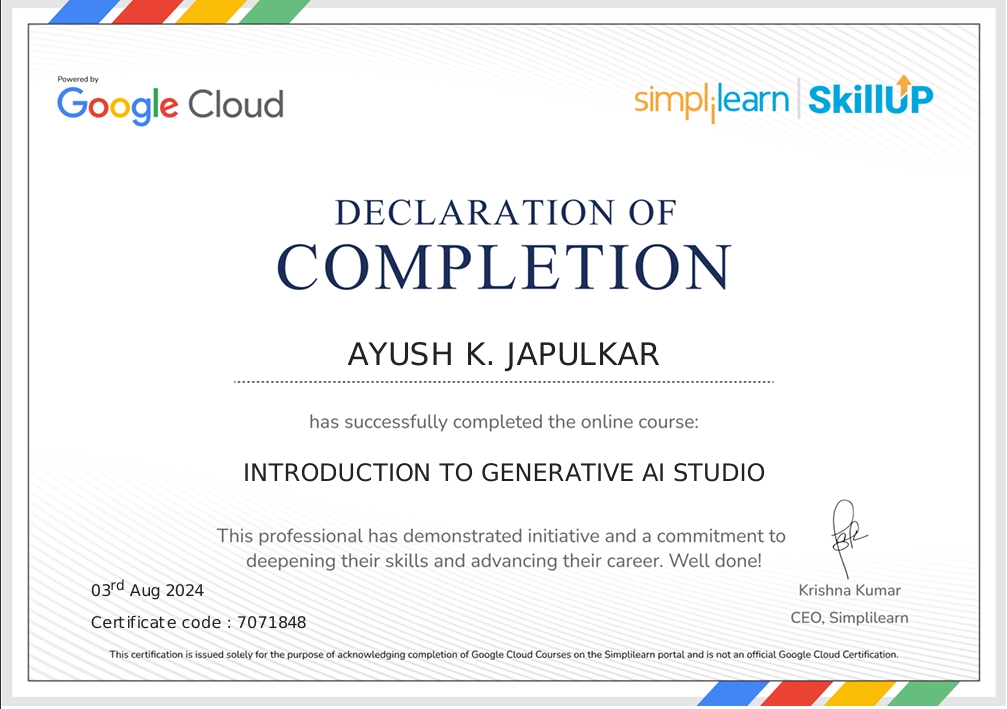 Powered by
Google Cloud
simplilearn | SkillUP
DECLARATION OF
COMPLETION
AYUSH K. JAPULKAR
has successfully completed the online course:
INTRODUCTION TO GENERATIVE AI STUDIO
This professional has demonstrated initiative and a commitment to
deepening their skills and advancing their career. Well done!
03rd Aug 2024
Certificate code : 7071848
Krishna Kumar
CEO, Simplilearn
This certification is issued solely for the purpose of acknowledging completion of Google Cloud Courses on the Simplilearn portal and is not an official Google Cloud Certification.